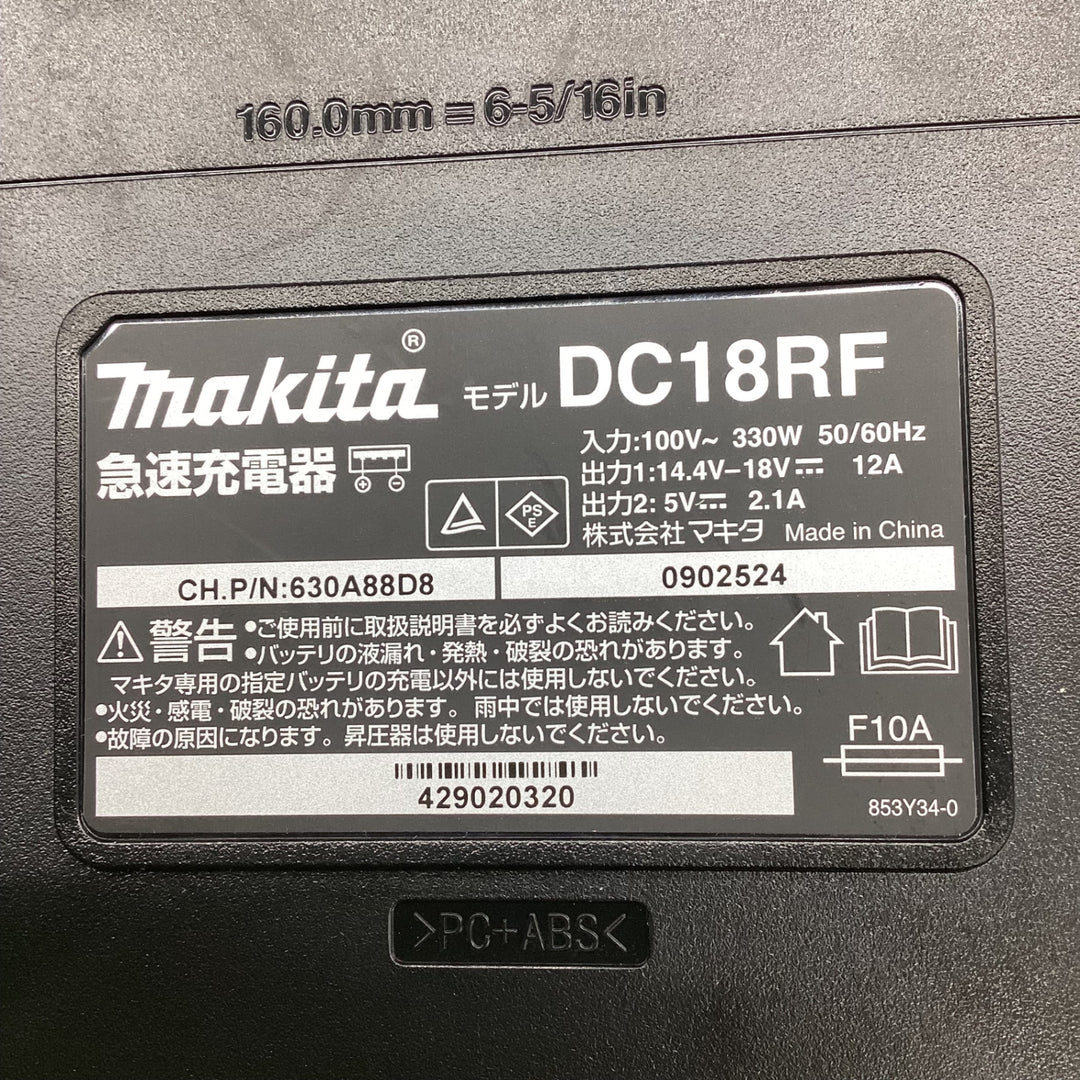 160.0mm = 6-5/16in
makita® モデル DC18RF
急速充電器
入力:100V~ 330W 50/60Hz
出力1:14.4V–18V⎓ 12A
出力2: 5V⎓ 2.1A
PS
E
株式会社 マキタ Made in China
CH.P/N:630A88D8
0902524
警告 •ご使用前に取扱説明書を必ずよくお読みください。
•バッテリの液漏れ・発熱・破裂の恐れがあります。
マキタ専用の指定バッテリの充電以外には使用しないでください。
•火災・感電・破裂の恐れがあります。雨中では使用しないでください。
•故障の原因になります。昇圧器は使用しないでください。
F10A
429020320
853Y34-0
>PC+ABS<